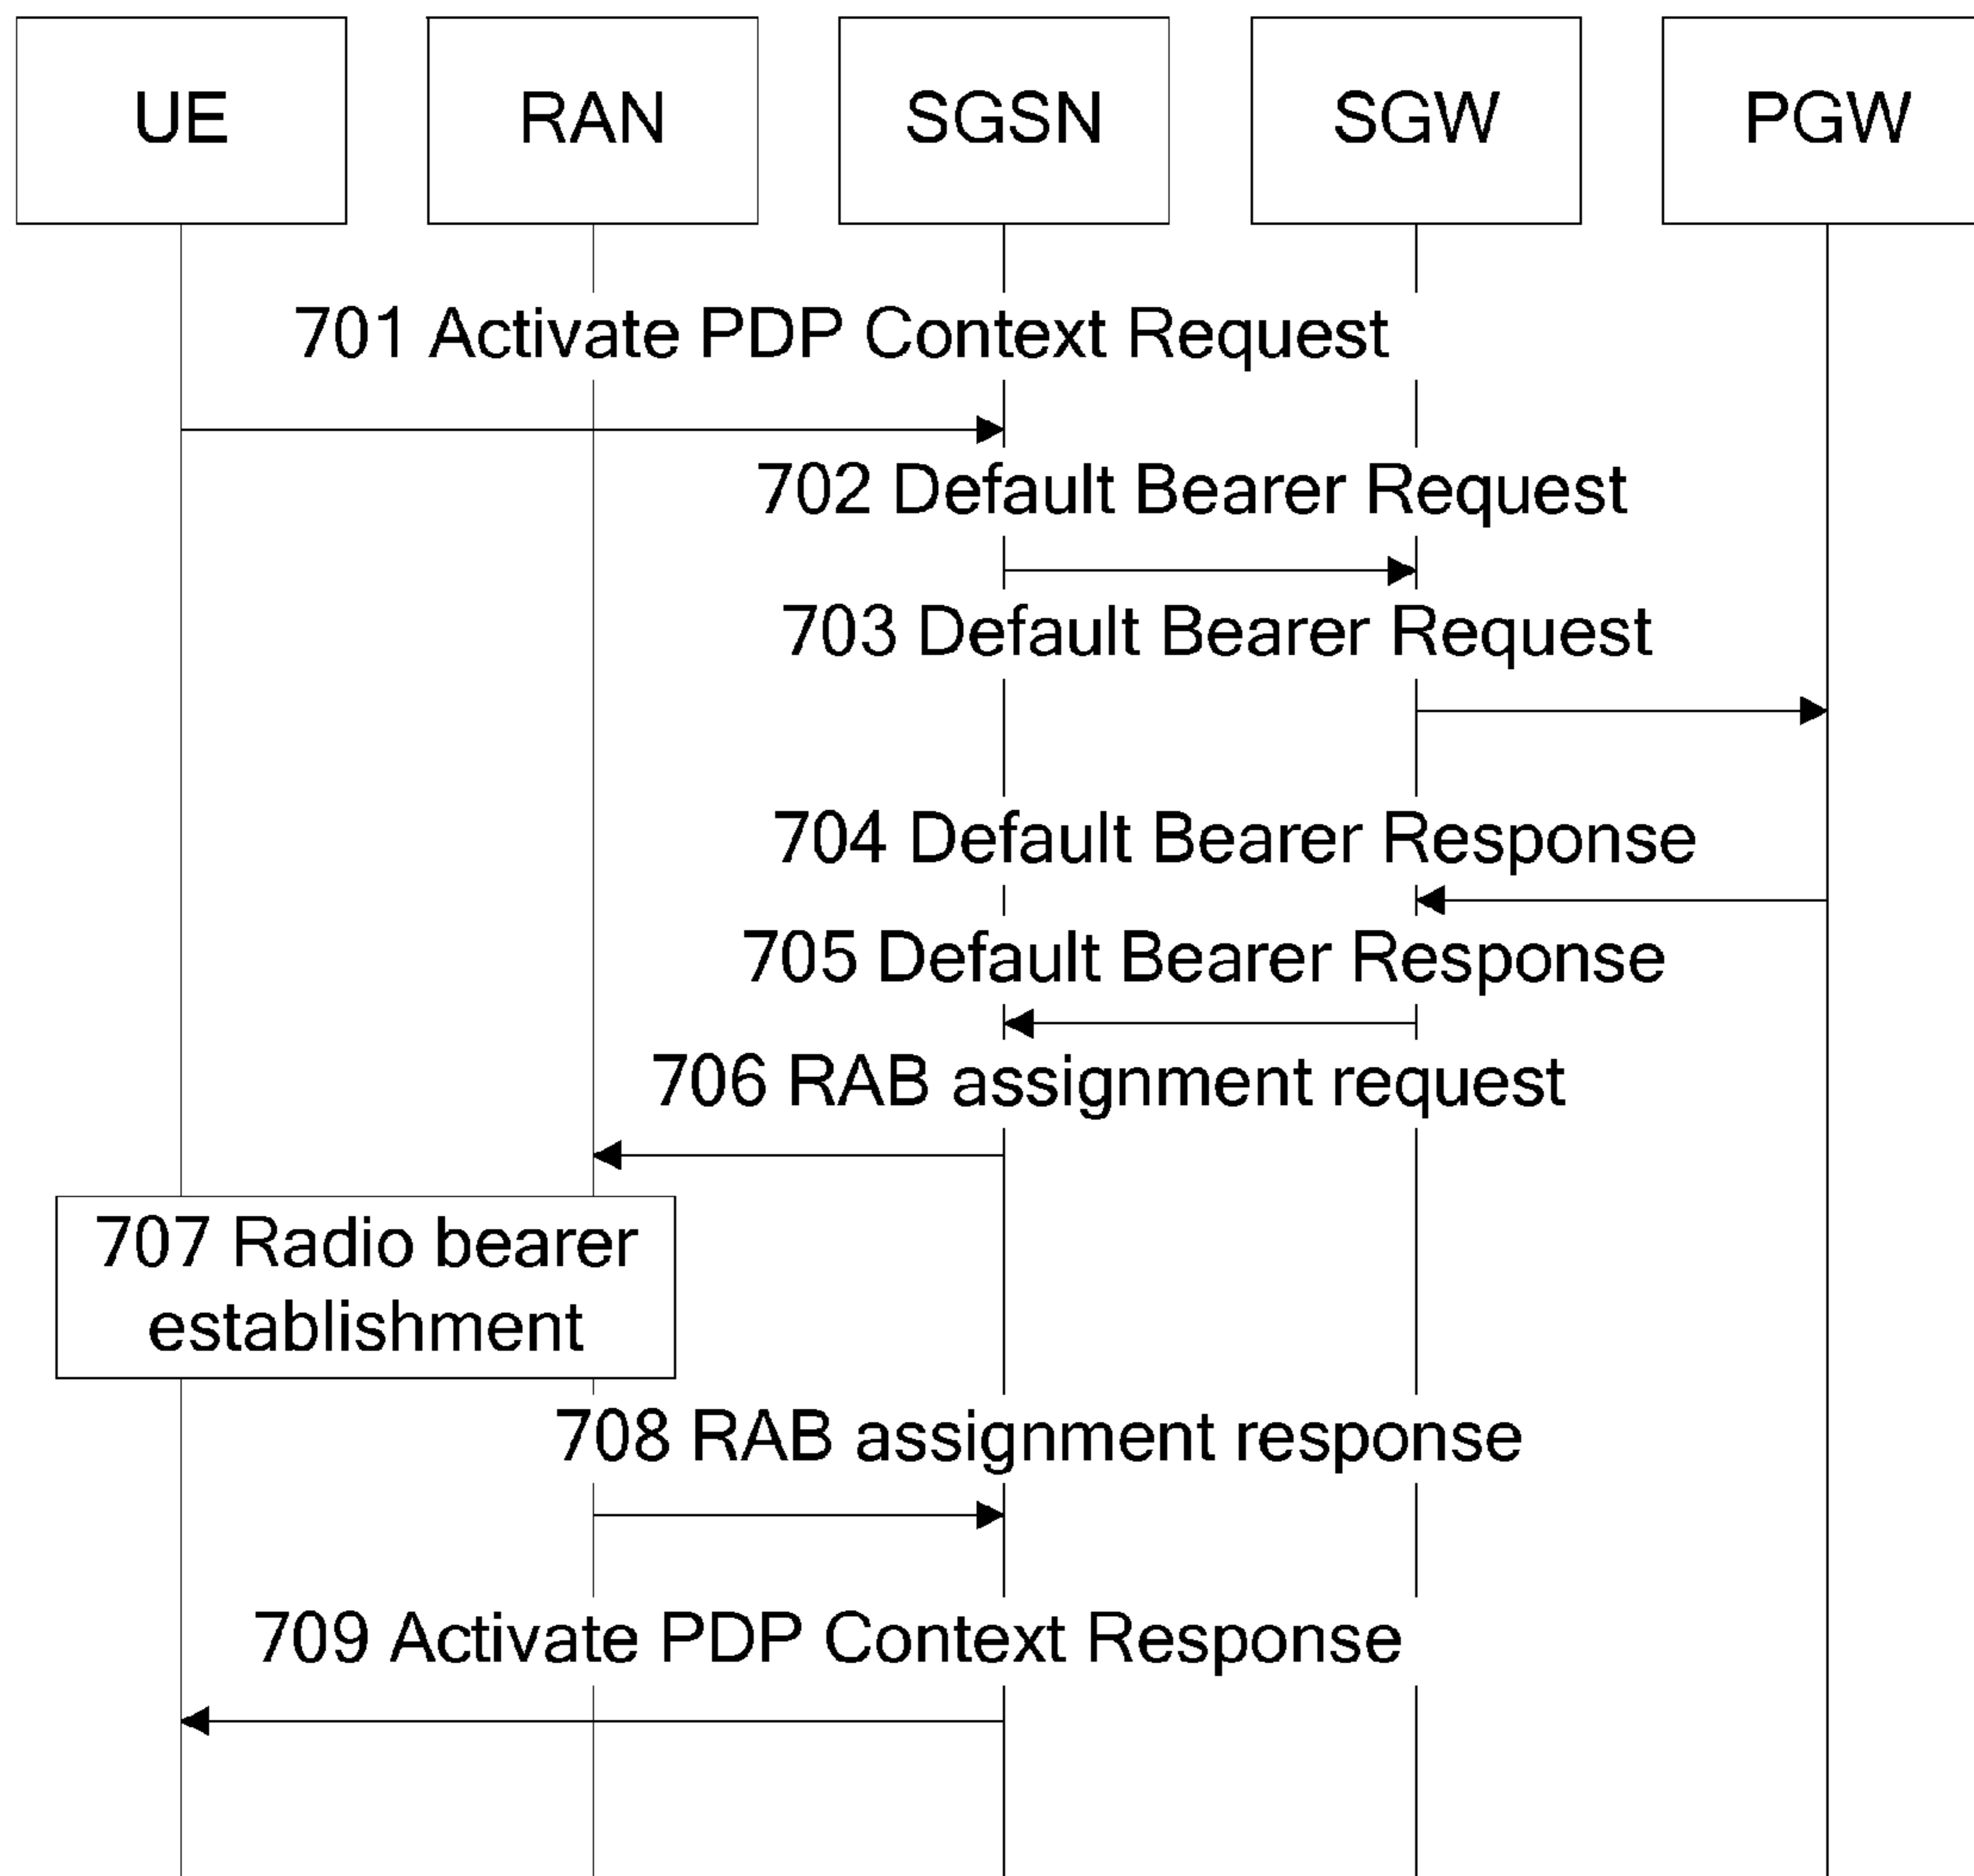 UE
RAN
SGSN
SGW
PGW
701 Activate PDP Context Request
702 Default Bearer Request
703 Default Bearer Request
704 Default Bearer Response
705 Default Bearer Response
706 RAB assignment request
707 Radio bearer
establishment
708 RAB assignment response
709 Activate PDP Context Response